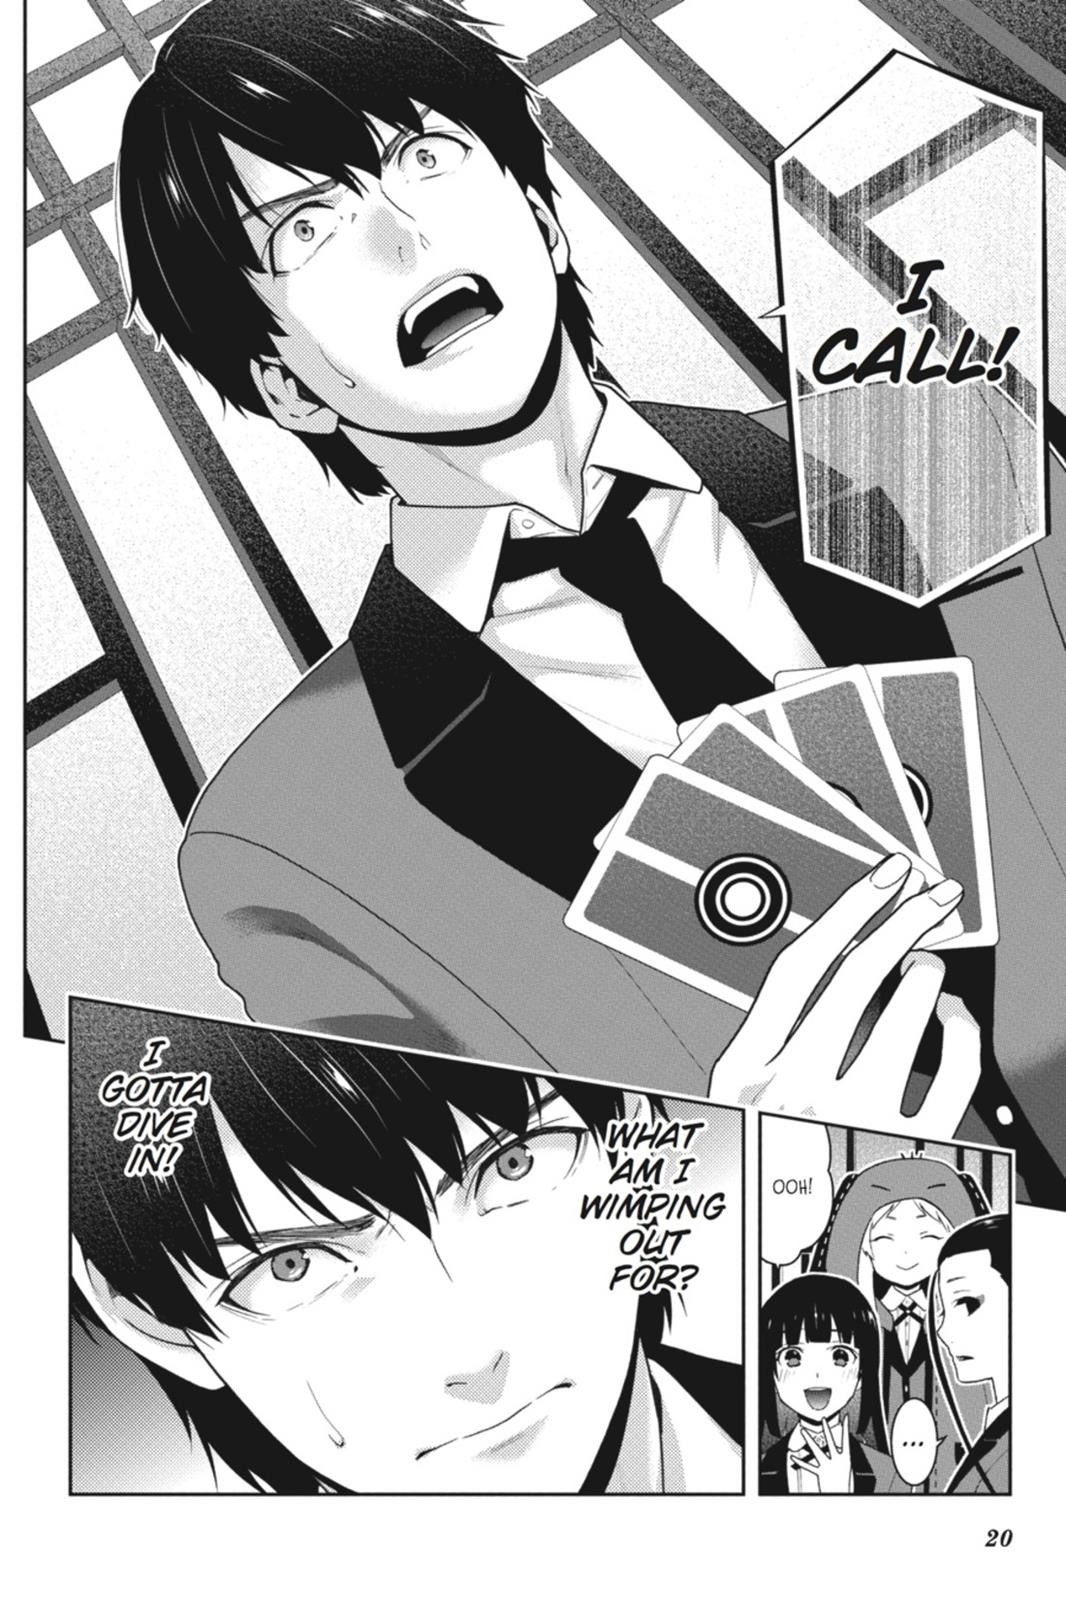 I
CALL!
OOH!
...
WHAT
AM I
WIMPING
OUT
FOR?
I
GOTTA
DIVE
IN!
20